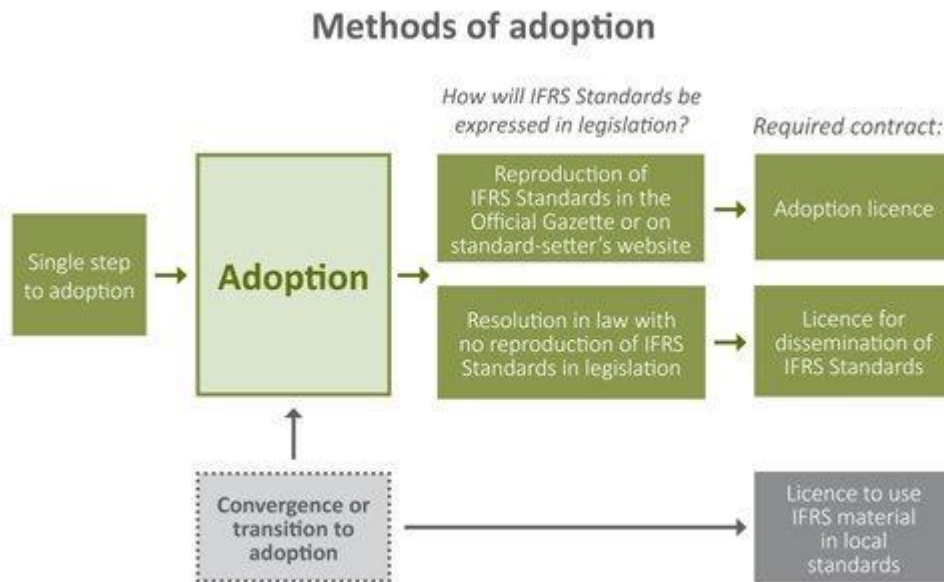 Methods of adoption
How will IFRS Standards be
expressed in legislation?
Required contract:
Single step
to adoption
Adoption
Reproduction of
IFRS Standards in the
Official Gazette or on
standard-setter's website
Adoption licence
Resolution in law with
no reproduction of IFRS
Standards in legislation
Licence for
dissemination of
IFRS Standards
Convergence or
transition to
adoption
Licence to use
IFRS material
in local
standards